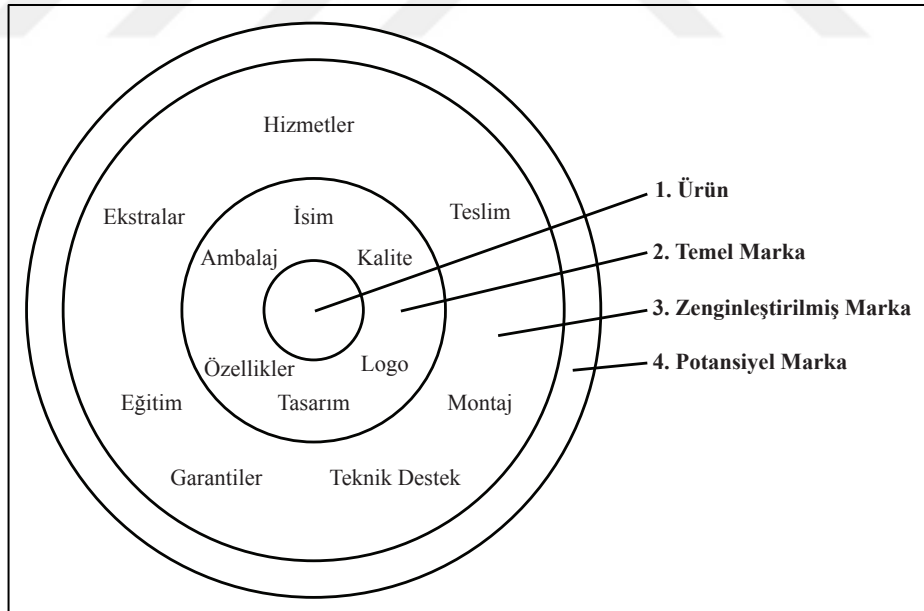 Hizmetler
Ekstralar
Teslim
İsim
Ambalaj
Kalite
Özellikler
Logo
Tasarım
Eğitim
Montaj
Garantiler
Teknik Destek
1. Ürün
2. Temel Marka
3. Zenginleştirilmiş Marka
4. Potansiyel Marka